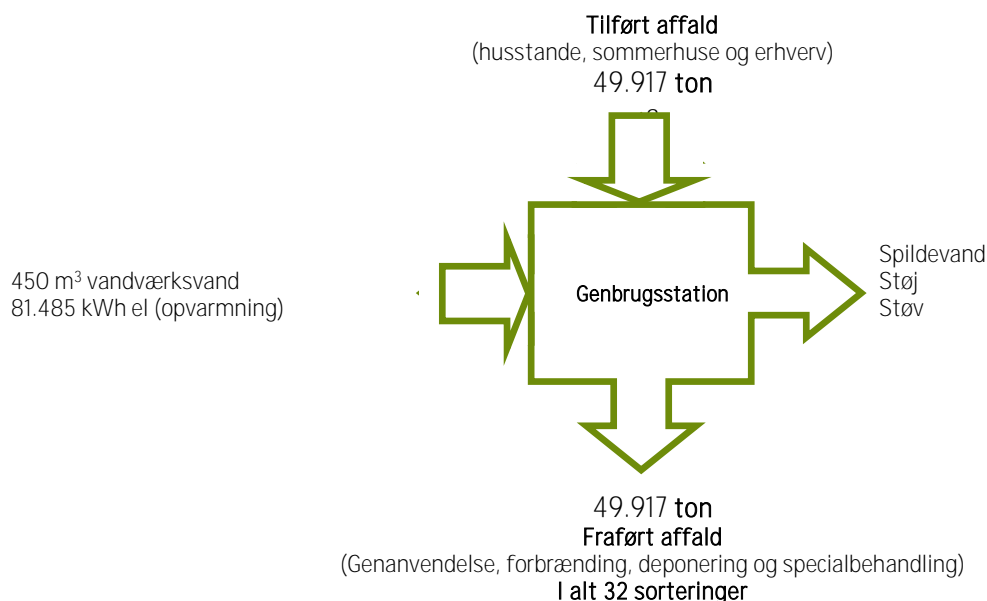 Tilført affald
(husstande, sommerhuse og erhverv)
49.917 ton
450 m³ vandværksvand
81.485 kWh el (opvarmning)
Genbrugsstation
Spildevand
Støj
Støv
49.917 ton
Fraført affald
(Genanvendelse, forbrænding, deponering og specialbehandling)
I alt 32 sorteringer